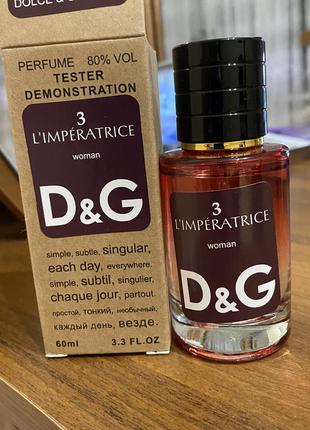 DOLCE & G
PERFUME 80% VOL
TESTER
DEMONSTRATION
3
L'IMPÉRATRICE
woman
D&G
simple, subtle, singular,
each day, everywhere.
simple, subtil, singulier,
chaque jour, partout.
простой, тонкий, необычный,
каждый день, везде.
60ml 3.3 FL.OZ
3
L'IMPÉRATRICE
woman
D&G